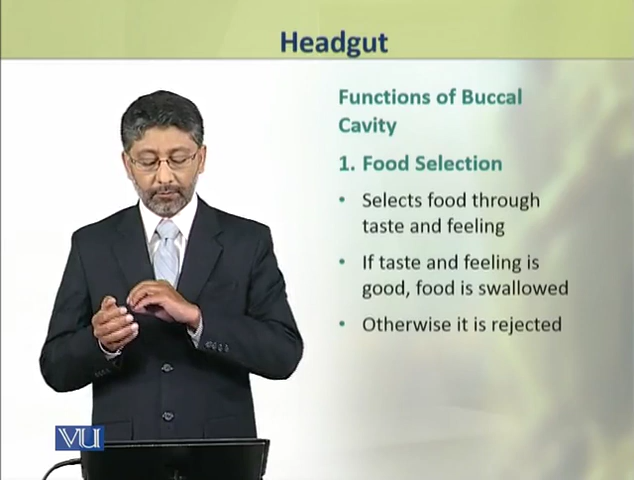 Headgut
Functions of Buccal
Cavity
1. Food Selection
• Selects food through
taste and feeling
• If taste and feeling is
good, food is swallowed
• Otherwise it is rejected
VU